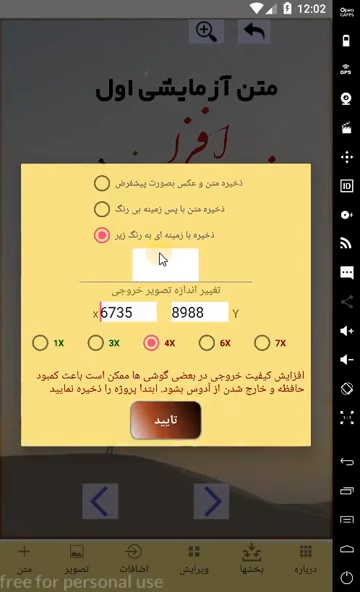 12:02
متن آزمایشی اول
افزا
ذخیره متن و عکس بصورت پیشفرض
ذخیره متن با پس زمینه بی رنگ
ذخیره با زمینه ای به رنگ زیر
تغییر اندازه تصویر خروجی
x 6735 8988 Y
1X 3X 4X 6X 7X
افزایش کیفیت خروجی در بعضی گوشی ها ممکن است باعث کمبود
حافظه و خارج شدن از آدوس بشود. ابتدا پروژه را ذخیره نمایید
تایید
متن تصویر اضافات ویرایش بخشها درباره
free for personal use